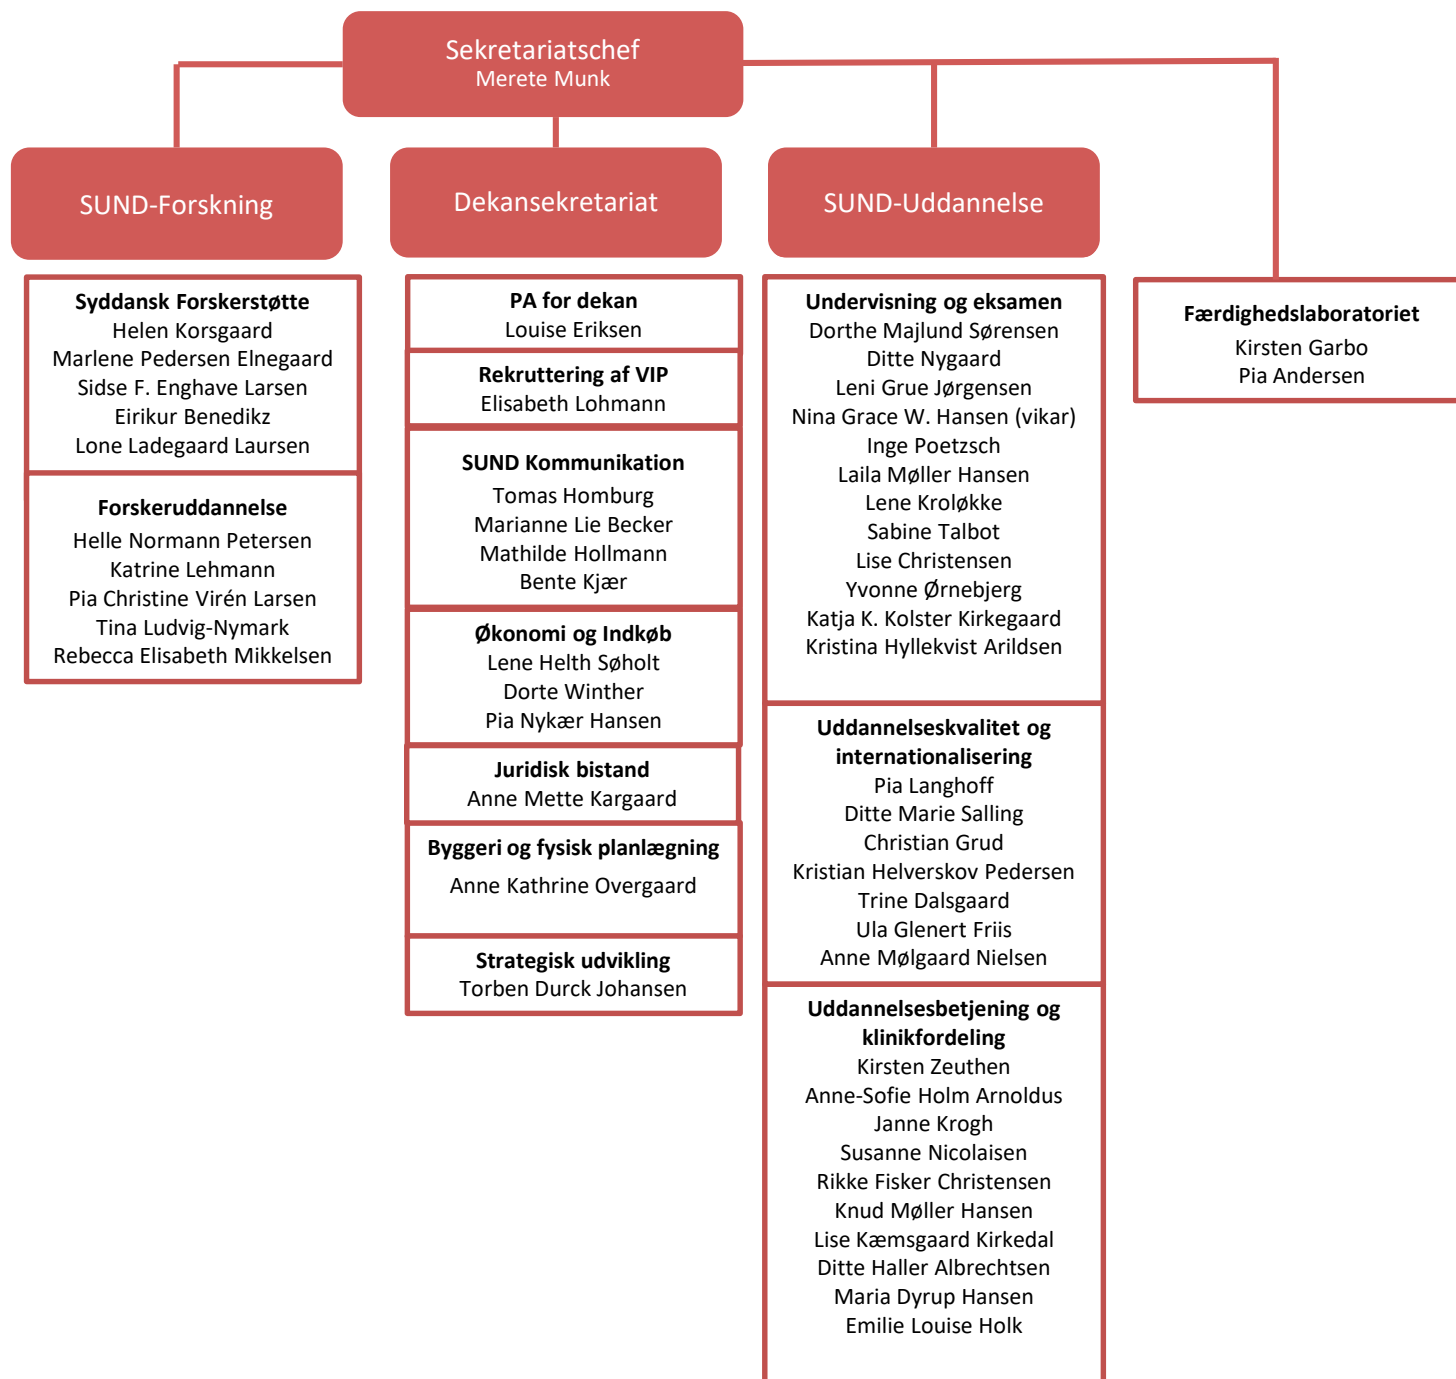 Sekretariatschef
Merete Munk
SUND-Forskning
Syddansk Forskerstøtte
Helen Korsgaard
Marlene Pedersen Elnegaard
Sidse F. Enghave Larsen
Eirikur Benedikz
Lone Ladegaard Laursen
Forskeruddannelse
Helle Normann Petersen
Katrine Lehmann
Pia Christine Virén Larsen
Tina Ludvig-Nymark
Rebecca Elisabeth Mikkelsen
Dekansekretariat
PA for dekan
Louise Eriksen
Rekruttering af VIP
Elisabeth Lohmann
SUND Kommunikation
Tomas Homburg
Marianne Lie Becker
Mathilde Hollmann
Bente Kjær
Økonomi og Indkøb
Lene Helth Søholt
Dorte Winther
Pia Nykær Hansen
Juridisk bistand
Anne Mette Kargaard
Byggeri og fysisk planlægning
Anne Kathrine Overgaard
Strategisk udvikling
Torben Durck Johansen
SUND-Uddannelse
Undervisning og eksamen
Dorthe Majlund Sørensen
Ditte Nygaard
Leni Grue Jørgensen
Nina Grace W. Hansen (vikar)
Inge Poetzsch
Laila Møller Hansen
Lene Kroløkke
Sabine Talbot
Lise Christensen
Yvonne Ørnebjerg
Katja K. Kolster Kirkegaard
Kristina Hyllekvist Arildsen
Uddannelseskvalitet og
internationalisering
Pia Langhoff
Ditte Marie Salling
Christian Grud
Kristian Helverskov Pedersen
Trine Dalsgaard
Ula Glenert Friis
Anne Mølgaard Nielsen
Uddannelsesbetjening og
klinikfordeling
Kirsten Zeuthen
Anne-Sofie Holm Arnoldus
Janne Krogh
Susanne Nicolaisen
Rikke Fisker Christensen
Knud Møller Hansen
Lise Kæmsgaard Kirkedal
Ditte Haller Albrechtsen
Maria Dyrup Hansen
Emilie Louise Holk
Færdighedslaboratoriet
Kirsten Garbo
Pia Andersen